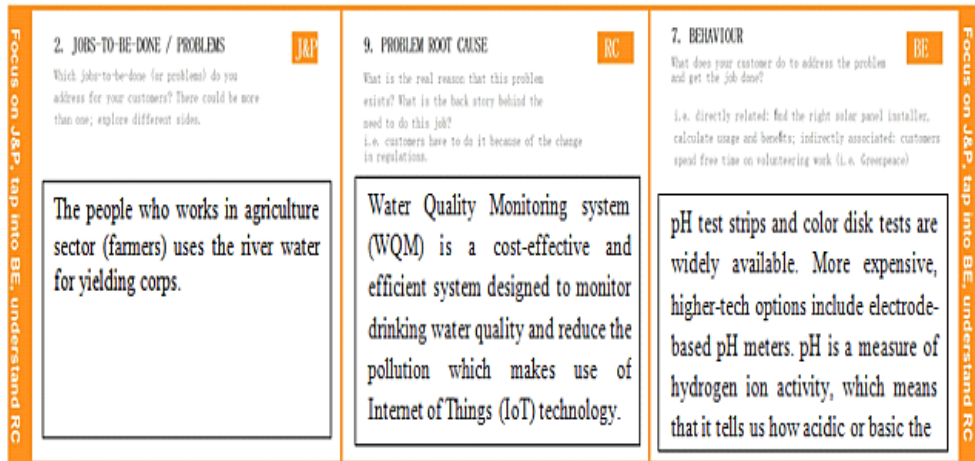 Focus on J&P, tap into BE, understand RC
2. JOBS-TO-BE-DONE / PROBLEMS
J&P
Which jobs-to-be-done (or problems) do you
address for your customers? There could be more
than one; explore different sides.
The people who works in agriculture
sector (farmers) uses the river water
for yielding corps.
9. PROBLEM ROOT CAUSE
RC
What is the real reason that this problem
exists? What is the back story behind the
need to do this job?
i.e. customers have to do it because of the change
in regulations.
Water Quality Monitoring system
(WQM) is a cost-effective and
efficient system designed to monitor
drinking water quality and reduce the
pollution which makes use of
Internet of Things (IoT) technology.
7. BEHAVIOUR
BE
What does your customer do to address the problem
and get the job done?
i.e. directly related: find the right solar panel installer,
calculate usage and benefits; indirectly associated: customers
spend free time on volunteering work (i.e. Greenpeace)
pH test strips and color disk tests are
widely available. More expensive,
higher-tech options include electrode-
based pH meters. pH is a measure of
hydrogen ion activity, which means
that it tells us how acidic or basic the
Focus on J&P, tap into BE, understand RC